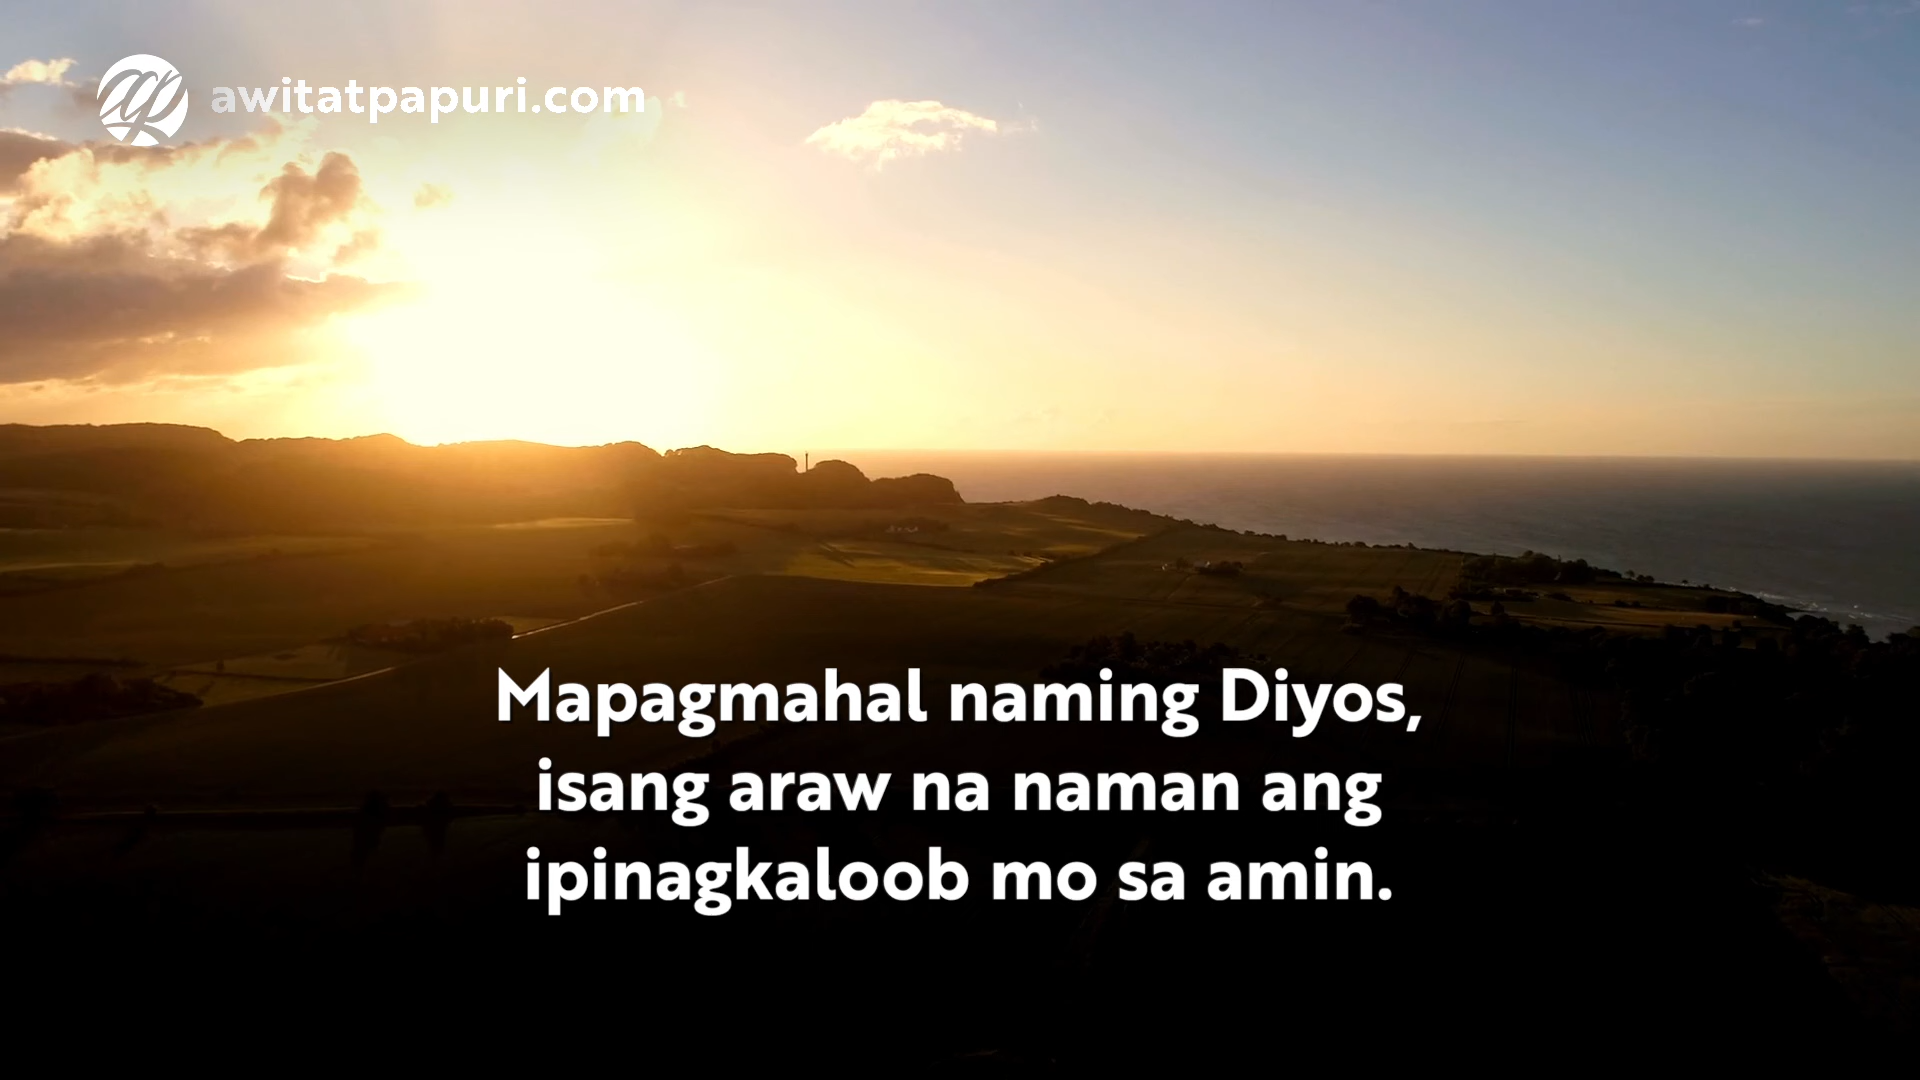 awitatpapuri.com
Mapagmahal naming Diyos,
isang araw na naman ang
ipinagkaloob mo sa amin.